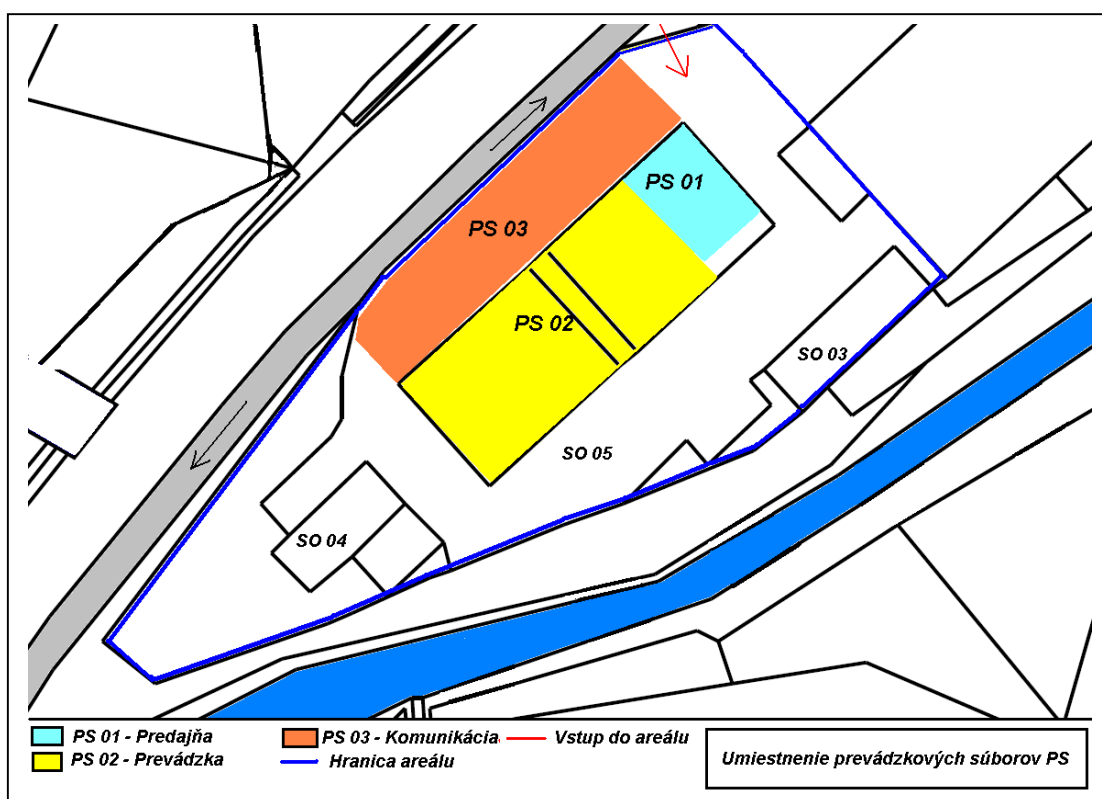 PS 01
PS 03
PS 02
SO 03
SO 05
SO 04
PS 01 - Predajňa
PS 03 - Komunikácia
Vstup do areálu
PS 02 - Prevádzka
Hranica areálu
Umiestnenie prevádzkových súborov PS